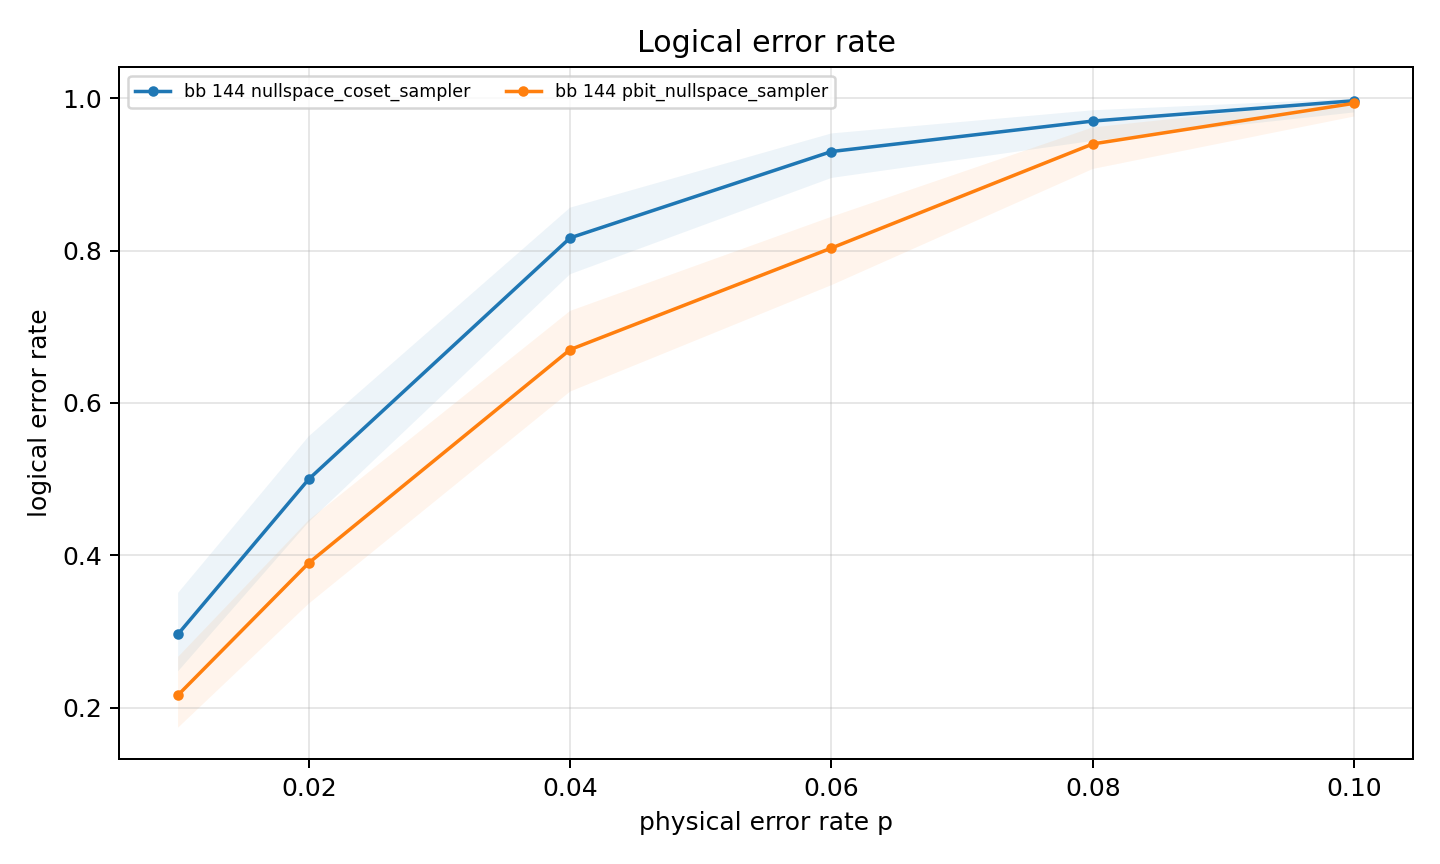 Logical error rate
bb 144 nullspace_coset_sampler
bb 144 pbit_nullspace_sampler
logical error rate
1.0
0.8
0.6
0.4
0.2
0.02
0.04
0.06
0.08
0.10
physical error rate p